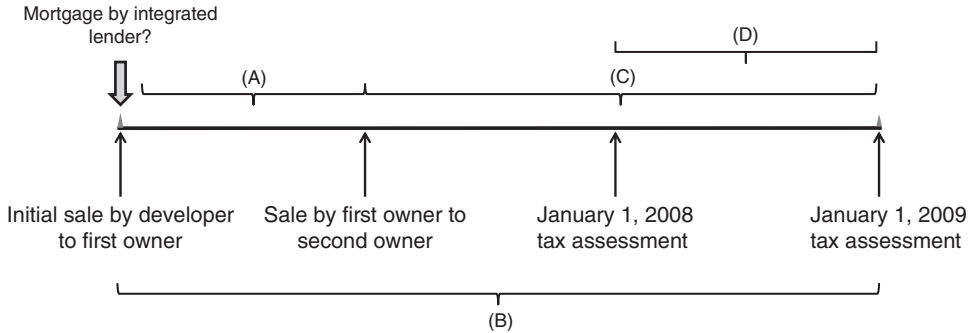 Mortgage by integrated
lender?
(D)
(A)
(C)
Initial sale by developer
to first owner
Sale by first owner to
second owner
January 1, 2008
tax assessment
January 1, 2009
tax assessment
(B)